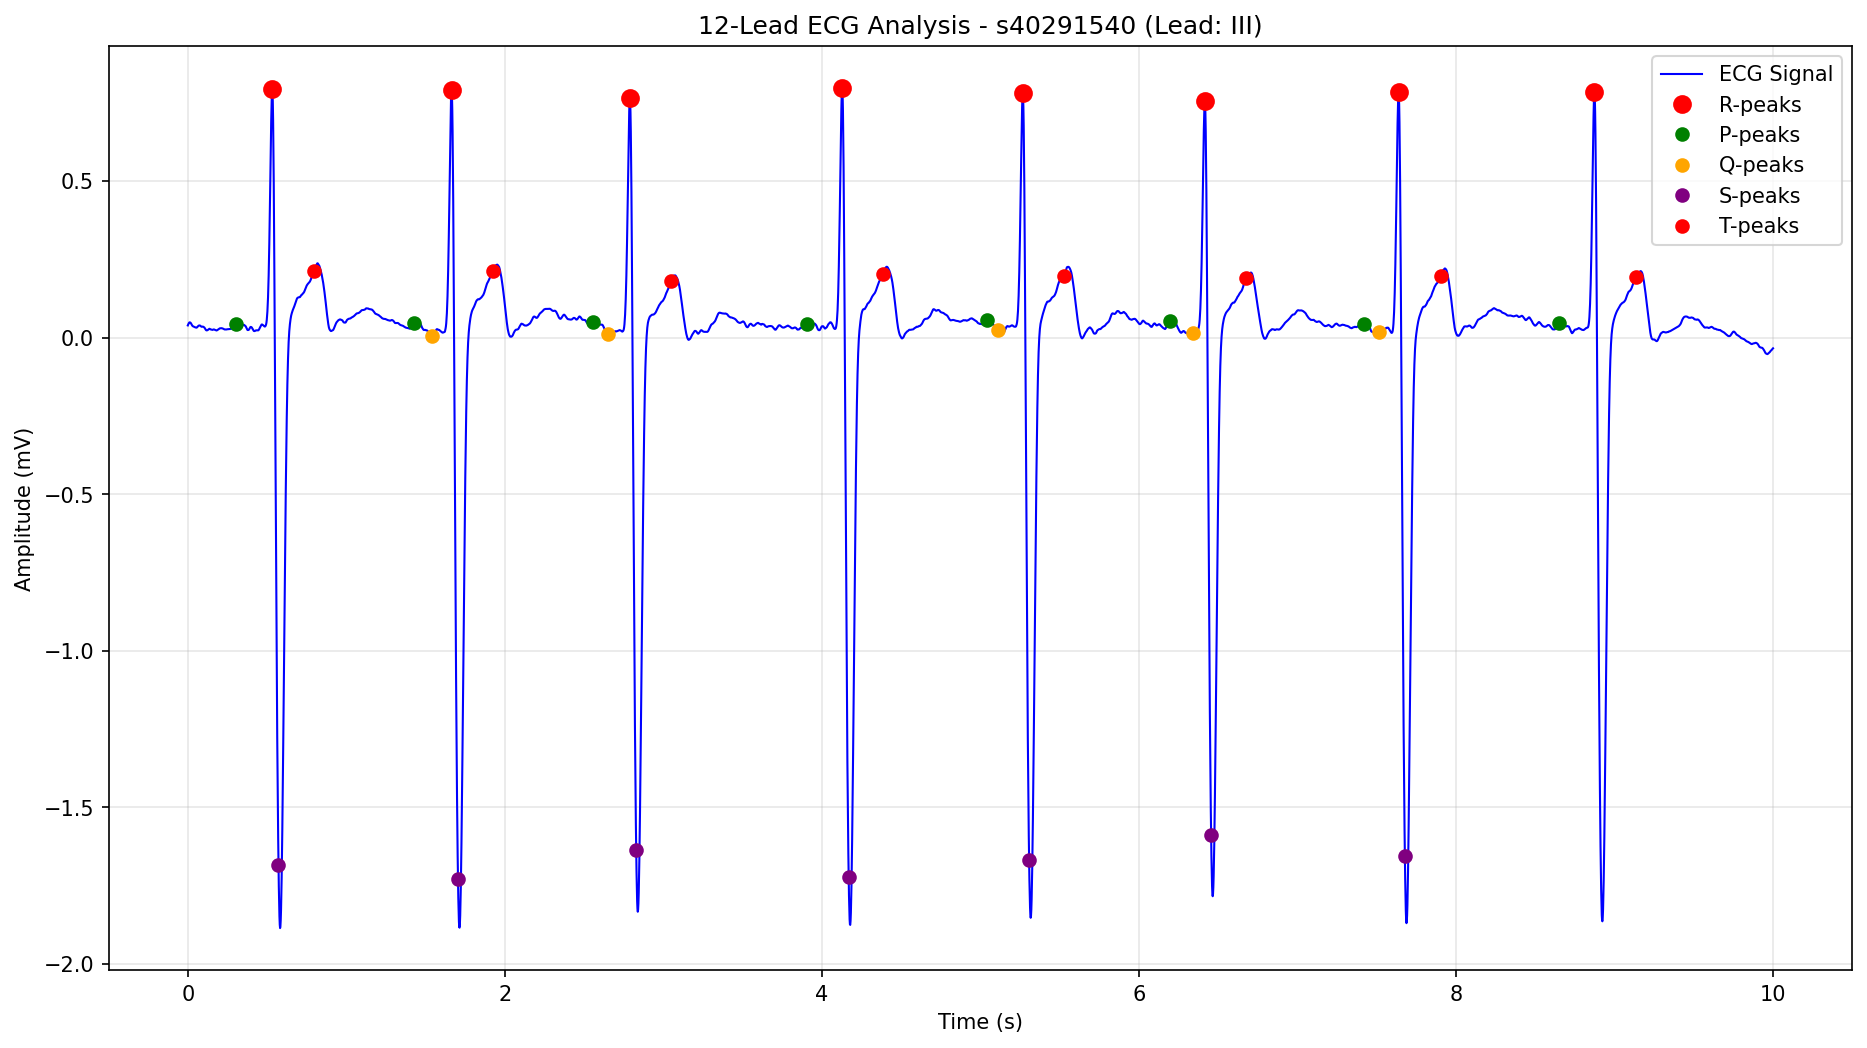 12-Lead ECG Analysis - s40291540 (Lead: III)
ECG Signal
R-peaks
P-peaks
Q-peaks
S-peaks
T-peaks
Amplitude (mV)
0.5
0.0
−0.5
−1.0
−1.5
−2.0
0 2 4 6 8 10
Time (s)